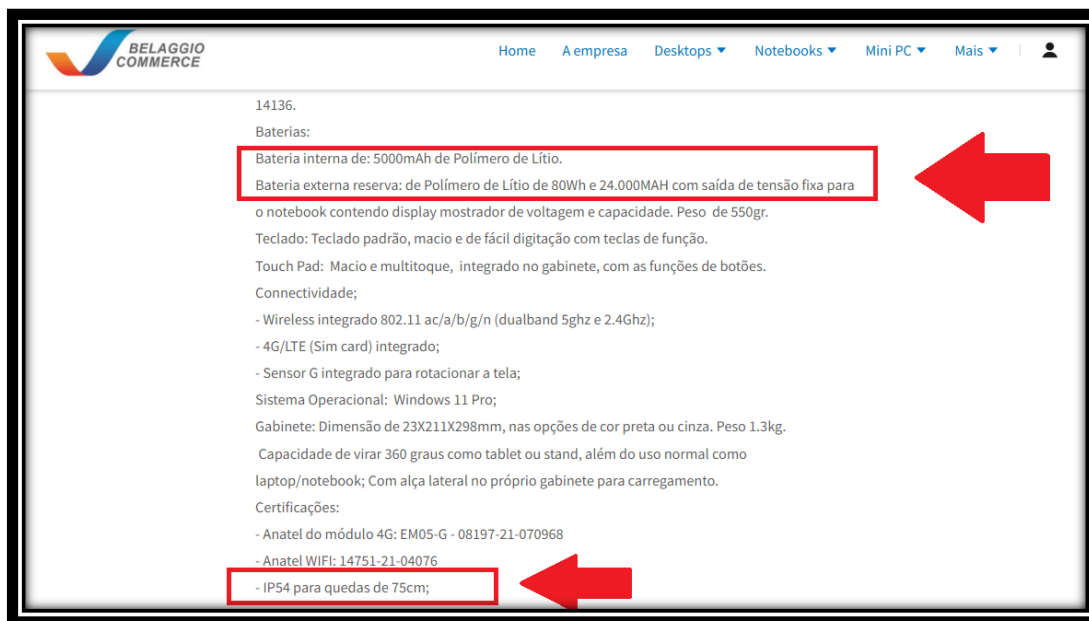 BELAGGIO
COMMERCE
Home A empresa Desktops Notebooks Mini PC Mais
14136.
Baterias:
Bateria interna de: 5000mAh de Polímero de Lítio.
Bateria externa reserva: de Polímero de Lítio de 80Wh e 24.000MAH com saída de tensão fixa para
o notebook contendo display mostrador de voltagem e capacidade. Peso de 550gr.
Teclado: Teclado padrão, macio e de fácil digitação com teclas de função.
Touch Pad: Macio e multitoque, integrado no gabinete, com as funções de botões.
Connectividade;
- Wireless integrado 802.11 ac/a/b/g/n (dualband 5ghz e 2.4Ghz);
- 4G/LTE (Sim card) integrado;
- Sensor G integrado para rotacionar a tela;
Sistema Operacional: Windows 11 Pro;
Gabinete: Dimensão de 23X211X298mm, nas opções de cor preta ou cinza. Peso 1.3kg.
Capacidade de virar 360 graus como tablet ou stand, além do uso normal como
laptop/notebook; Com alça lateral no próprio gabinete para carregamento.
Certificações:
- Anatel do módulo 4G: EM05-G - 08197-21-070968
- Anatel WIFI: 14751-21-04076
- IP54 para quedas de 75cm;